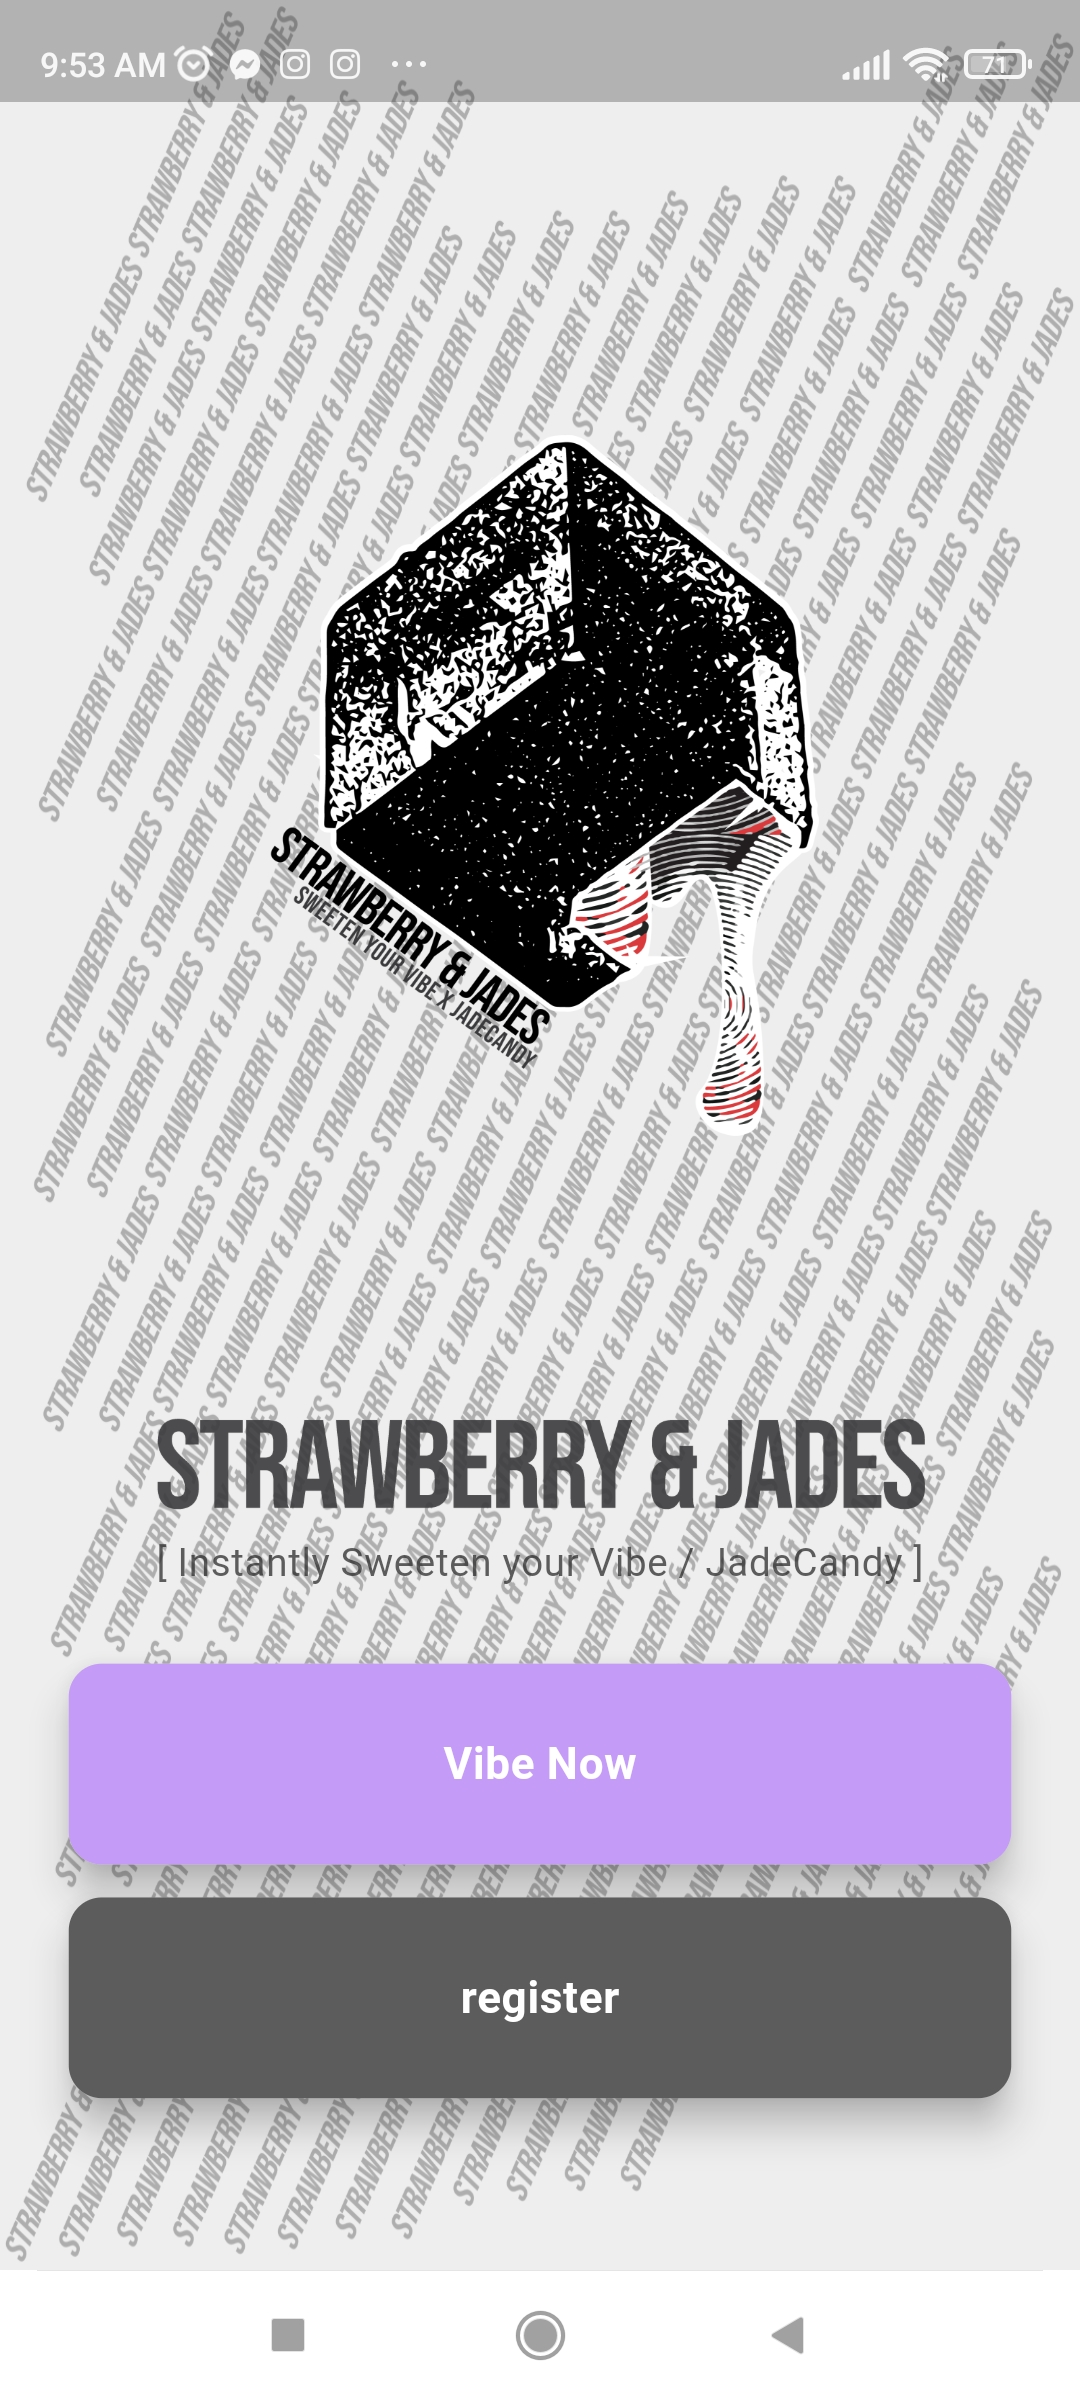 9:53 AM
71
STRAWBERRY & JADES
SWEETEN YOUR VIBE X JADECANDY
STRAWBERRY & JADES
[ Instantly Sweeten your Vibe / JadeCandy ]
Vibe Now
register